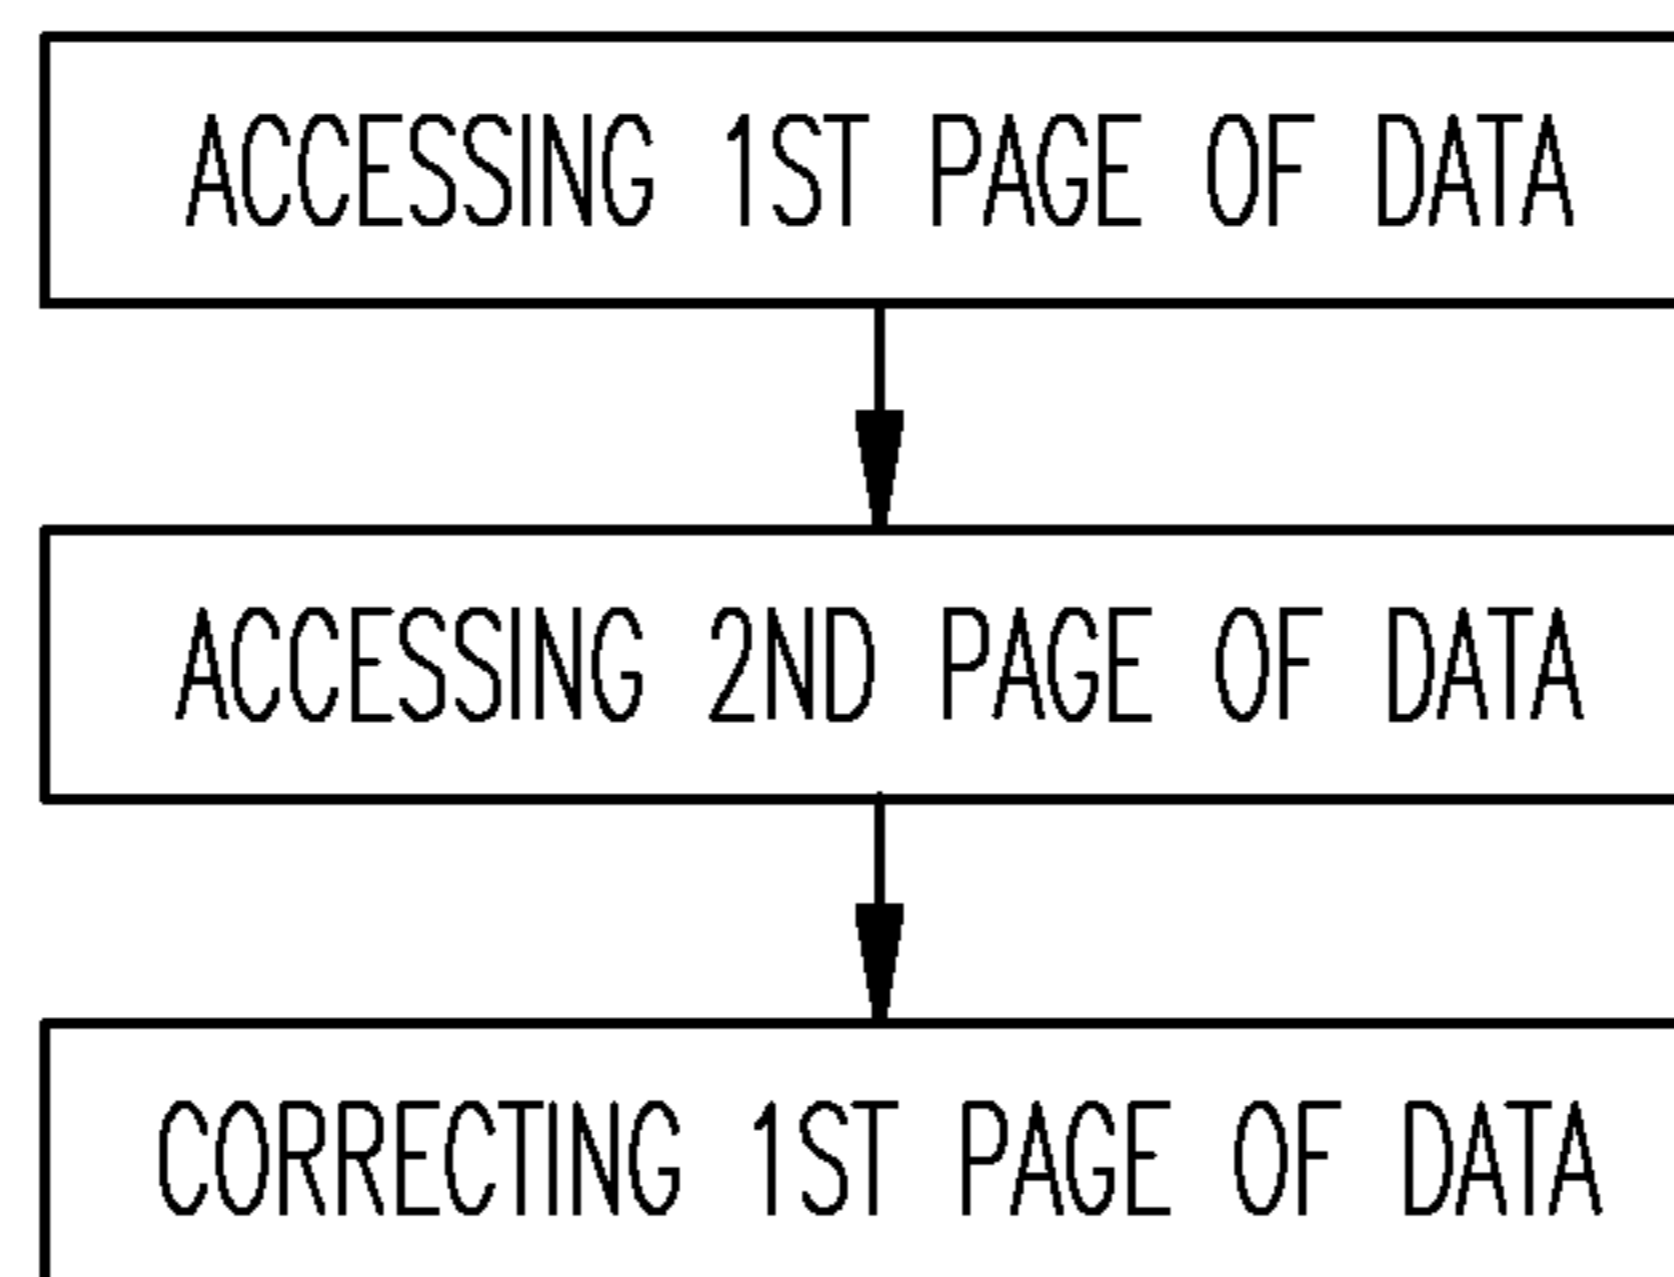 ACCESSING 1ST PAGE OF DATA
ACCESSING 2ND PAGE OF DATA
CORRECTING 1ST PAGE OF DATA